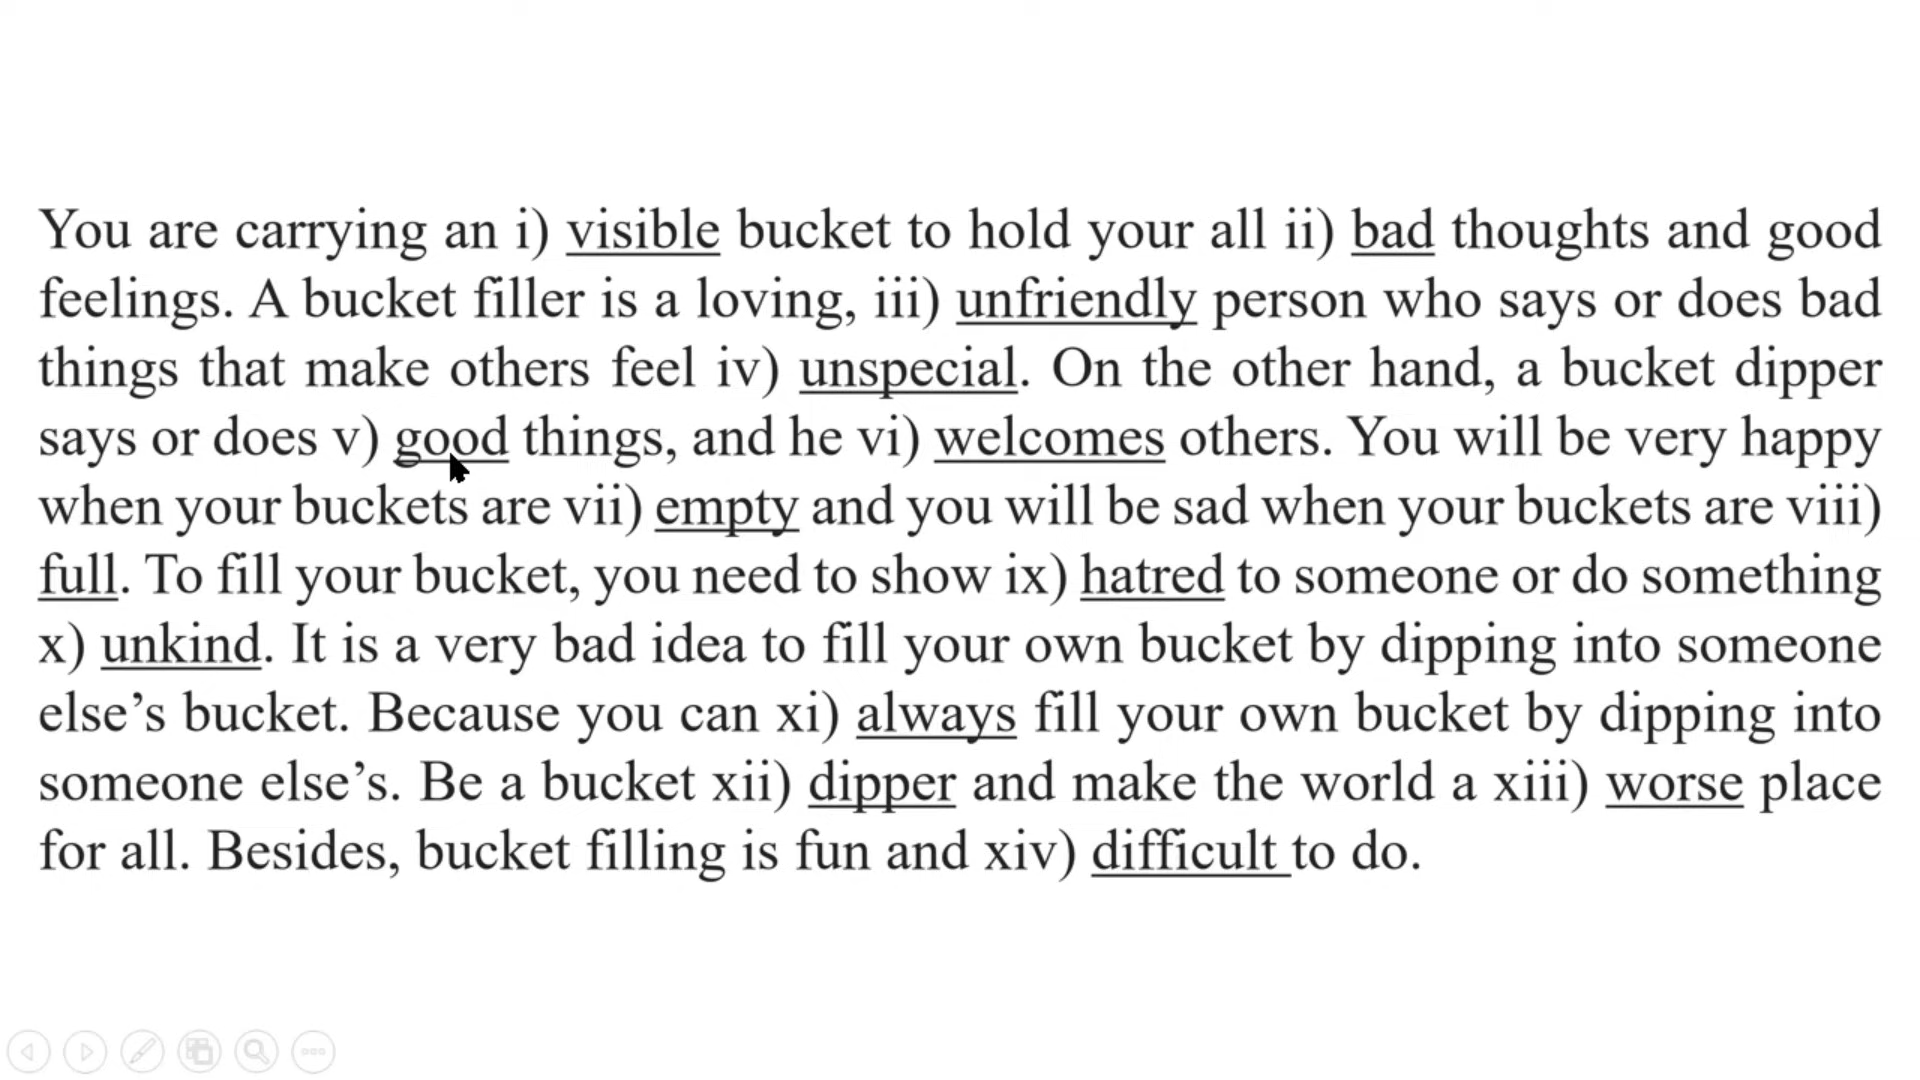 You are carrying an i) visible bucket to hold your all ii) bad thoughts and good
feelings. A bucket filler is a loving, iii) unfriendly person who says or does bad
things that make others feel iv) unspecial. On the other hand, a bucket dipper
says or does v) good things, and he vi) welcomes others. You will be very happy
when your buckets are vii) empty and you will be sad when your buckets are viii)
full. To fill your bucket, you need to show ix) hatred to someone or do something
x) unkind. It is a very bad idea to fill your own bucket by dipping into someone
else’s bucket. Because you can xi) always fill your own bucket by dipping into
someone else’s. Be a bucket xii) dipper and make the world a xiii) worse place
for all. Besides, bucket filling is fun and xiv) difficult to do.